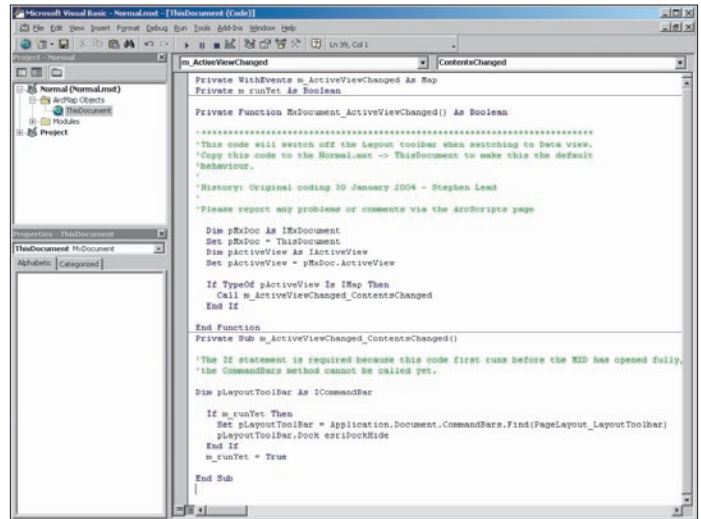 Microsoft Visual Basic - Normal.mxt - [ThisDocument (Code)]
File Edit View Insert Format Debug Run Tools Add-Ins Window Help
Ln 39, Col 1
Project - Normal
Normal (Normal.mxt)
ArcMap Objects
ThisDocument
Modules
Project
Properties - ThisDocument
ThisDocument MxDocument
Alphabetic Categorized
m_ActiveViewChanged ContentsChanged
Private WithEvents m_ActiveViewChanged As Map
Private m_runYet As Boolean
Private Function MxDocument_ActiveViewChanged() As Boolean
'This code will switch off the Layout toolbar when switching to Data view.
'Copy this code to the Normal.mxt -> ThisDocument to make this the default
'behaviour.
'
'History: Original coding 30 January 2004 - Stephen Lead
'
'Please report any problems or comments via the ArcScripts page
Dim pMxDoc As IMxDocument
Set pMxDoc = ThisDocument
Dim pActiveView As IActiveView
Set pActiveView = pMxDoc.ActiveView
If TypeOf pActiveView Is IMap Then
Call m_ActiveViewChanged_ContentsChanged
End If
End Function
Private Sub m_ActiveViewChanged_ContentsChanged()
'The If statement is required because this code first runs before the MXD has opened fully,
'the CommandBars method cannot be called yet.
Dim pLayoutToolBar As ICommandBar
If m_runYet Then
Set pLayoutToolBar = Application.Document.CommandBars.Find(PageLayout_LayoutToolbar)
pLayoutToolBar.Dock esriDockHide
End If
m_runYet = True
End Sub